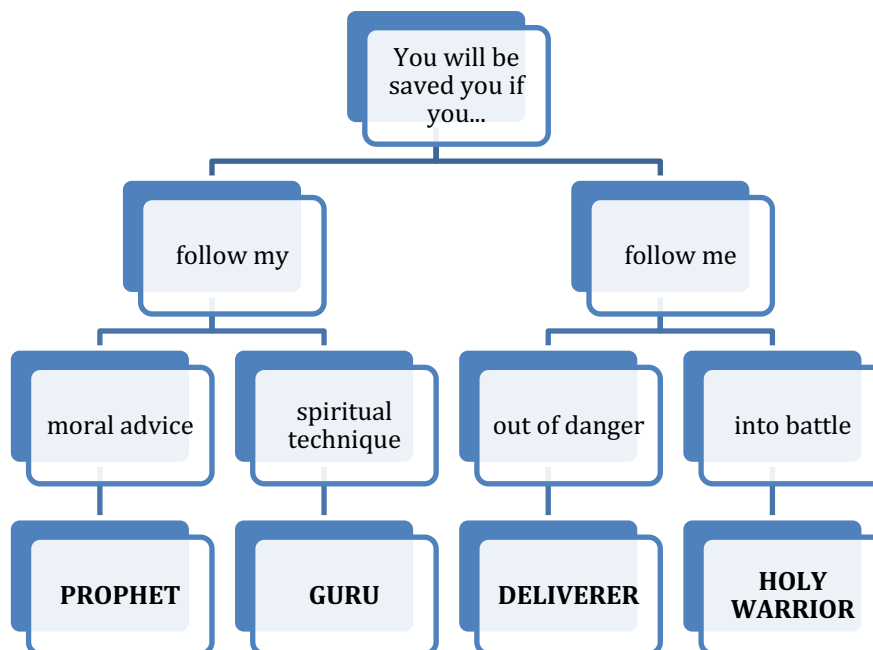 You will be
saved you if
you...
follow my
follow me
moral advice
spiritual
technique
out of danger
into battle
PROPHET
GURU
DELIVERER
HOLY
WARRIOR